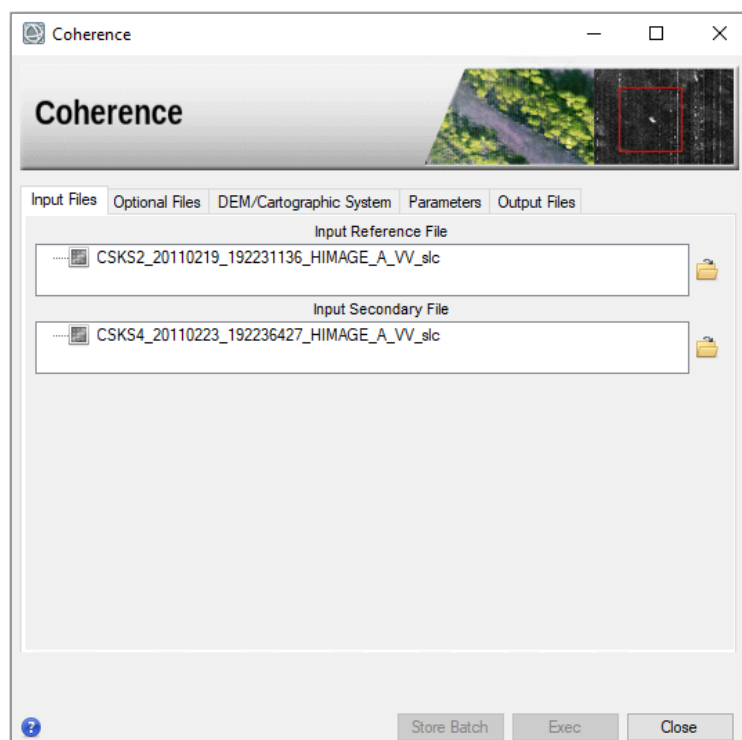 Coherence
Coherence
Input Files Optional Files DEM/Cartographic System Parameters Output Files
Input Reference File
CSKS2_20110219_192231136_HIMAGE_A_VV_slc
Input Secondary File
CSKS4_20110223_192236427_HIMAGE_A_VV_slc
? Store Batch Exec Close